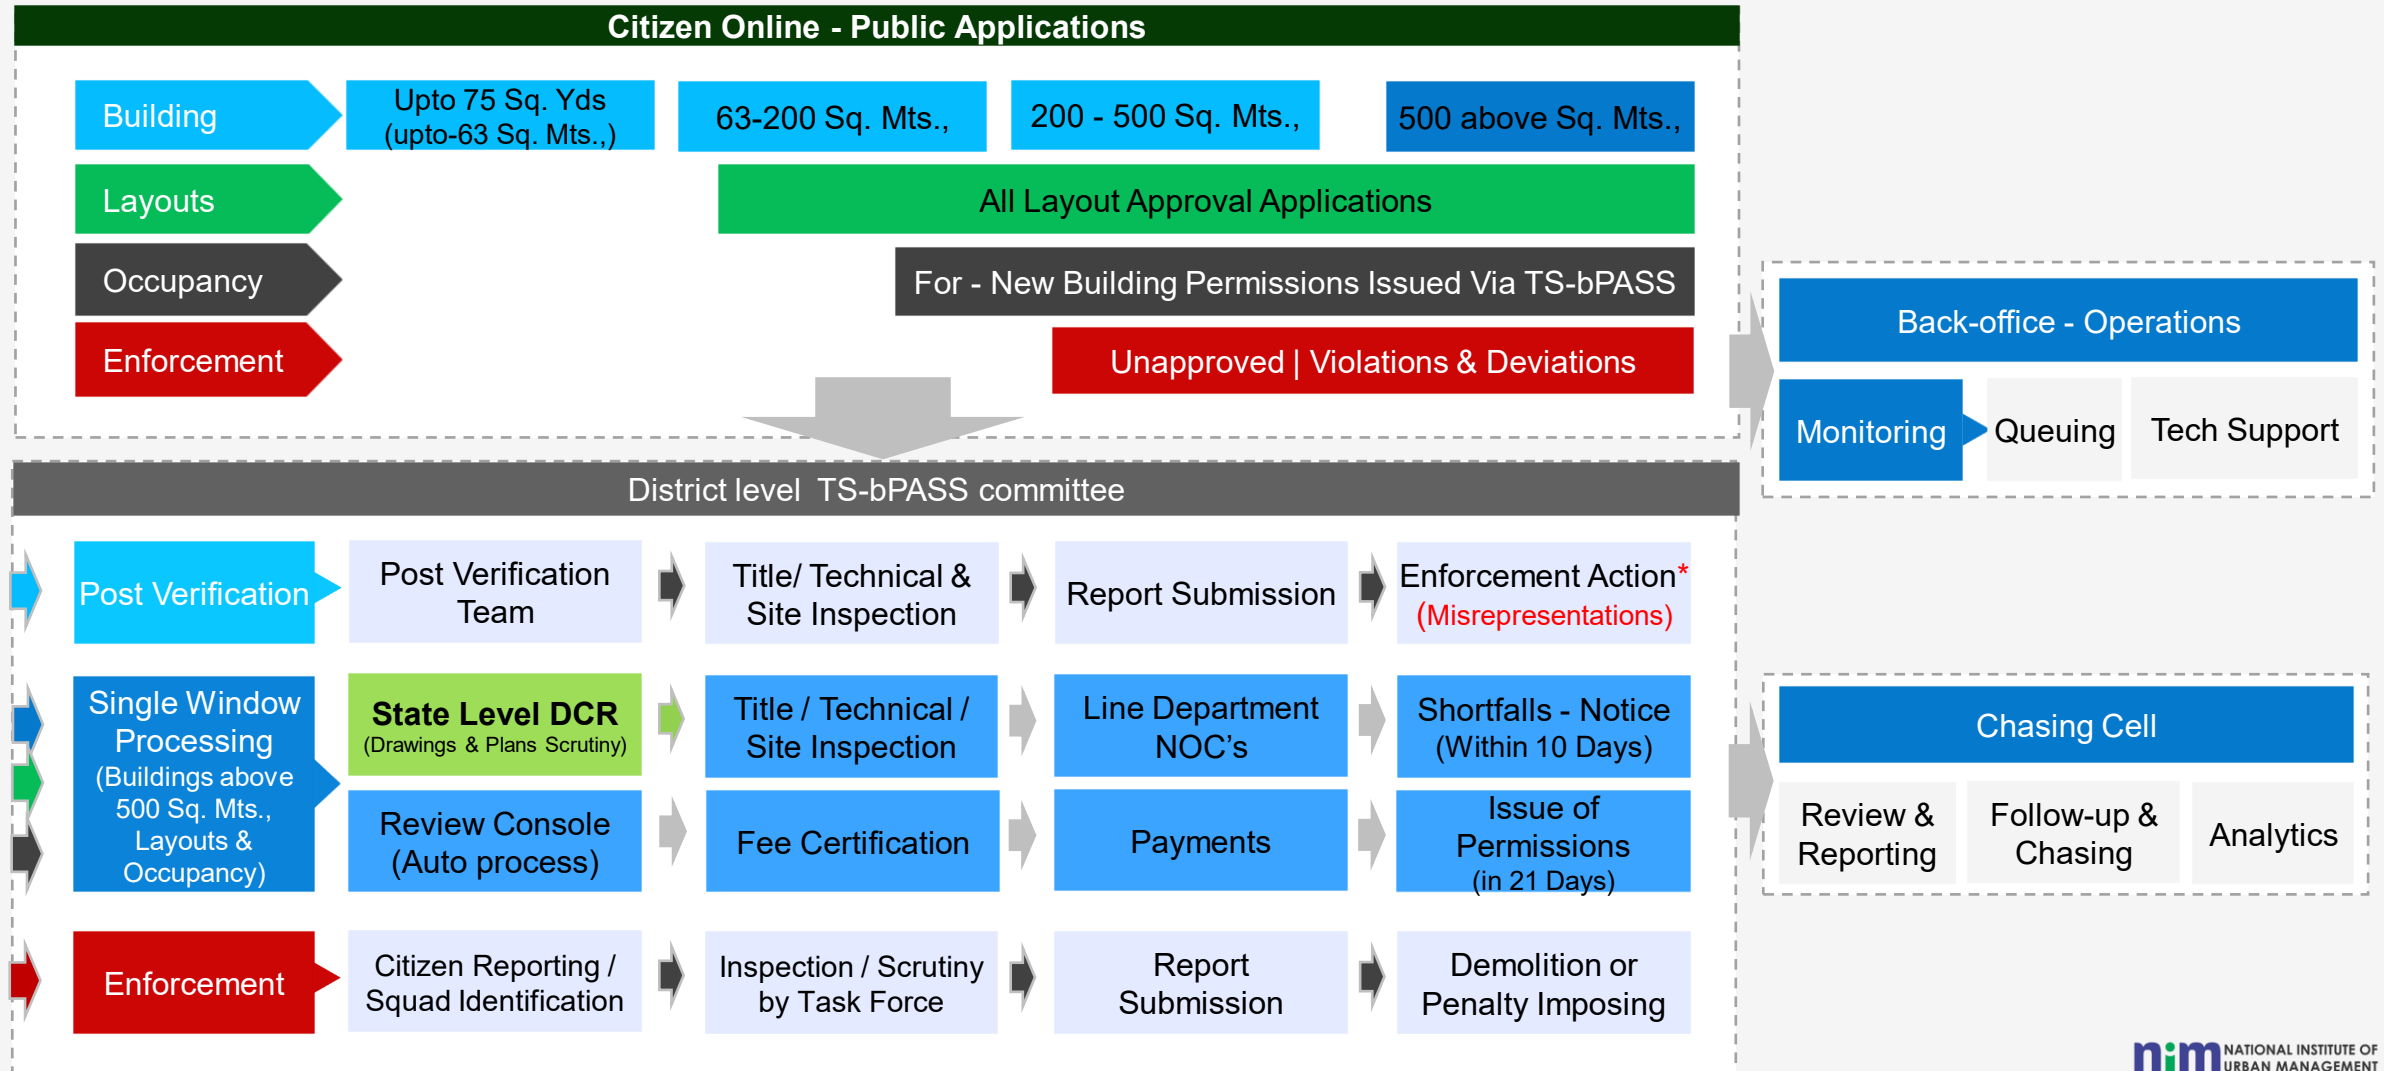 Citizen Online - Public Applications
Building
Upto 75 Sq. Yds
(upto-63 Sq. Mts.,)
63-200 Sq. Mts.,
200 - 500 Sq. Mts.,
500 above Sq. Mts.,
Layouts
All Layout Approval Applications
Occupancy
For - New Building Permissions Issued Via TS-bPASS
Enforcement
Unapproved | Violations & Deviations
Back-office - Operations
Monitoring
Queuing
Tech Support
District level TS-bPASS committee
Post Verification
Post Verification
Team
Title/ Technical &
Site Inspection
Report Submission
Enforcement Action*
(Misrepresentations)
Single Window
Processing
(Buildings above
500 Sq. Mts.,
Layouts &
Occupancy)
State Level DCR
(Drawings & Plans Scrutiny)
Title / Technical /
Site Inspection
Line Department
NOC's
Shortfalls - Notice
(Within 10 Days)
Review Console
(Auto process)
Fee Certification
Payments
Issue of
Permissions
(in 21 Days)
Chasing Cell
Review &
Reporting
Follow-up &
Chasing
Analytics
Enforcement
Citizen Reporting /
Squad Identification
Inspection / Scrutiny
by Task Force
Report
Submission
Demolition or
Penalty Imposing
nim
NATIONAL INSTITUTE OF
URBAN MANAGEMENT